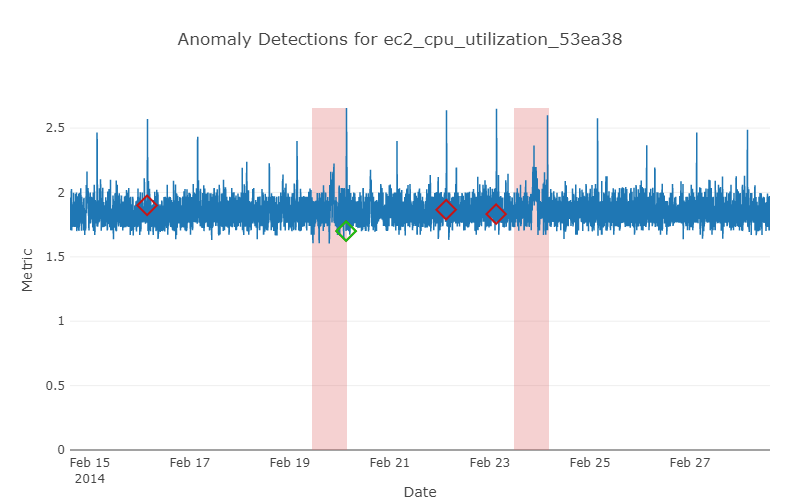 Anomaly Detections for ec2_cpu_utilization_53ea38
2.5
2
1.5
1
0.5
0
Metric
Feb 15 Feb 17 Feb 19 Feb 21 Feb 23 Feb 25 Feb 27
2014
Date